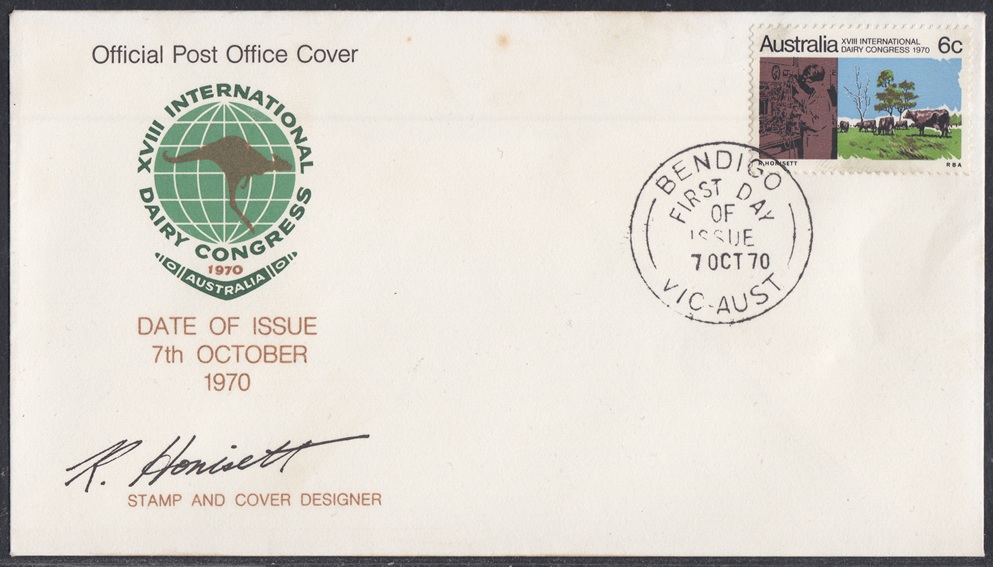 Official Post Office Cover
XVIII INTERNATIONAL
DAIRY CONGRESS
1970
AUSTRALIA
DATE OF ISSUE
7th OCTOBER
1970
R. Honisett
STAMP AND COVER DESIGNER
Australia XVIII INTERNATIONAL DAIRY CONGRESS 1970 6c
R. HONISETT
RBA
BENDIGO
FIRST DAY
OF
ISSUE
7 OCT 70
VIC-AUST